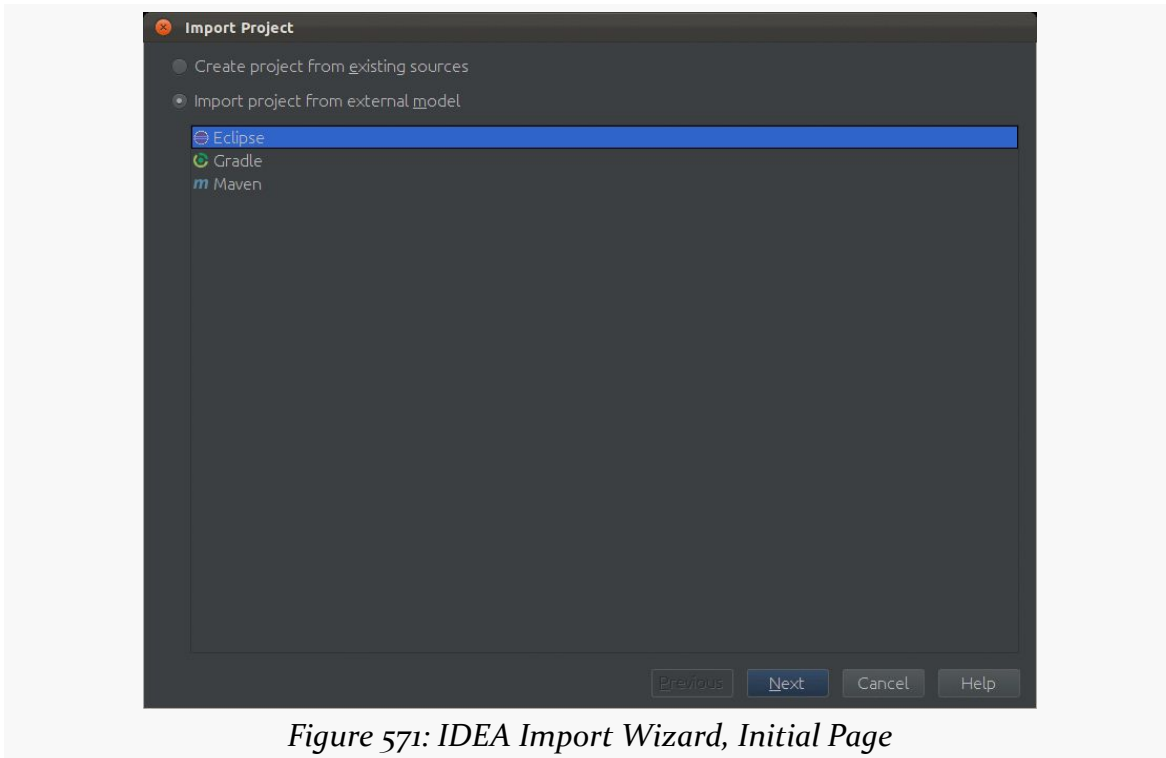 Import Project
Create project from existing sources
Import project from external model
Eclipse
Gradle
m Maven
Previous Next Cancel Help
Figure 571: IDEA Import Wizard, Initial Page